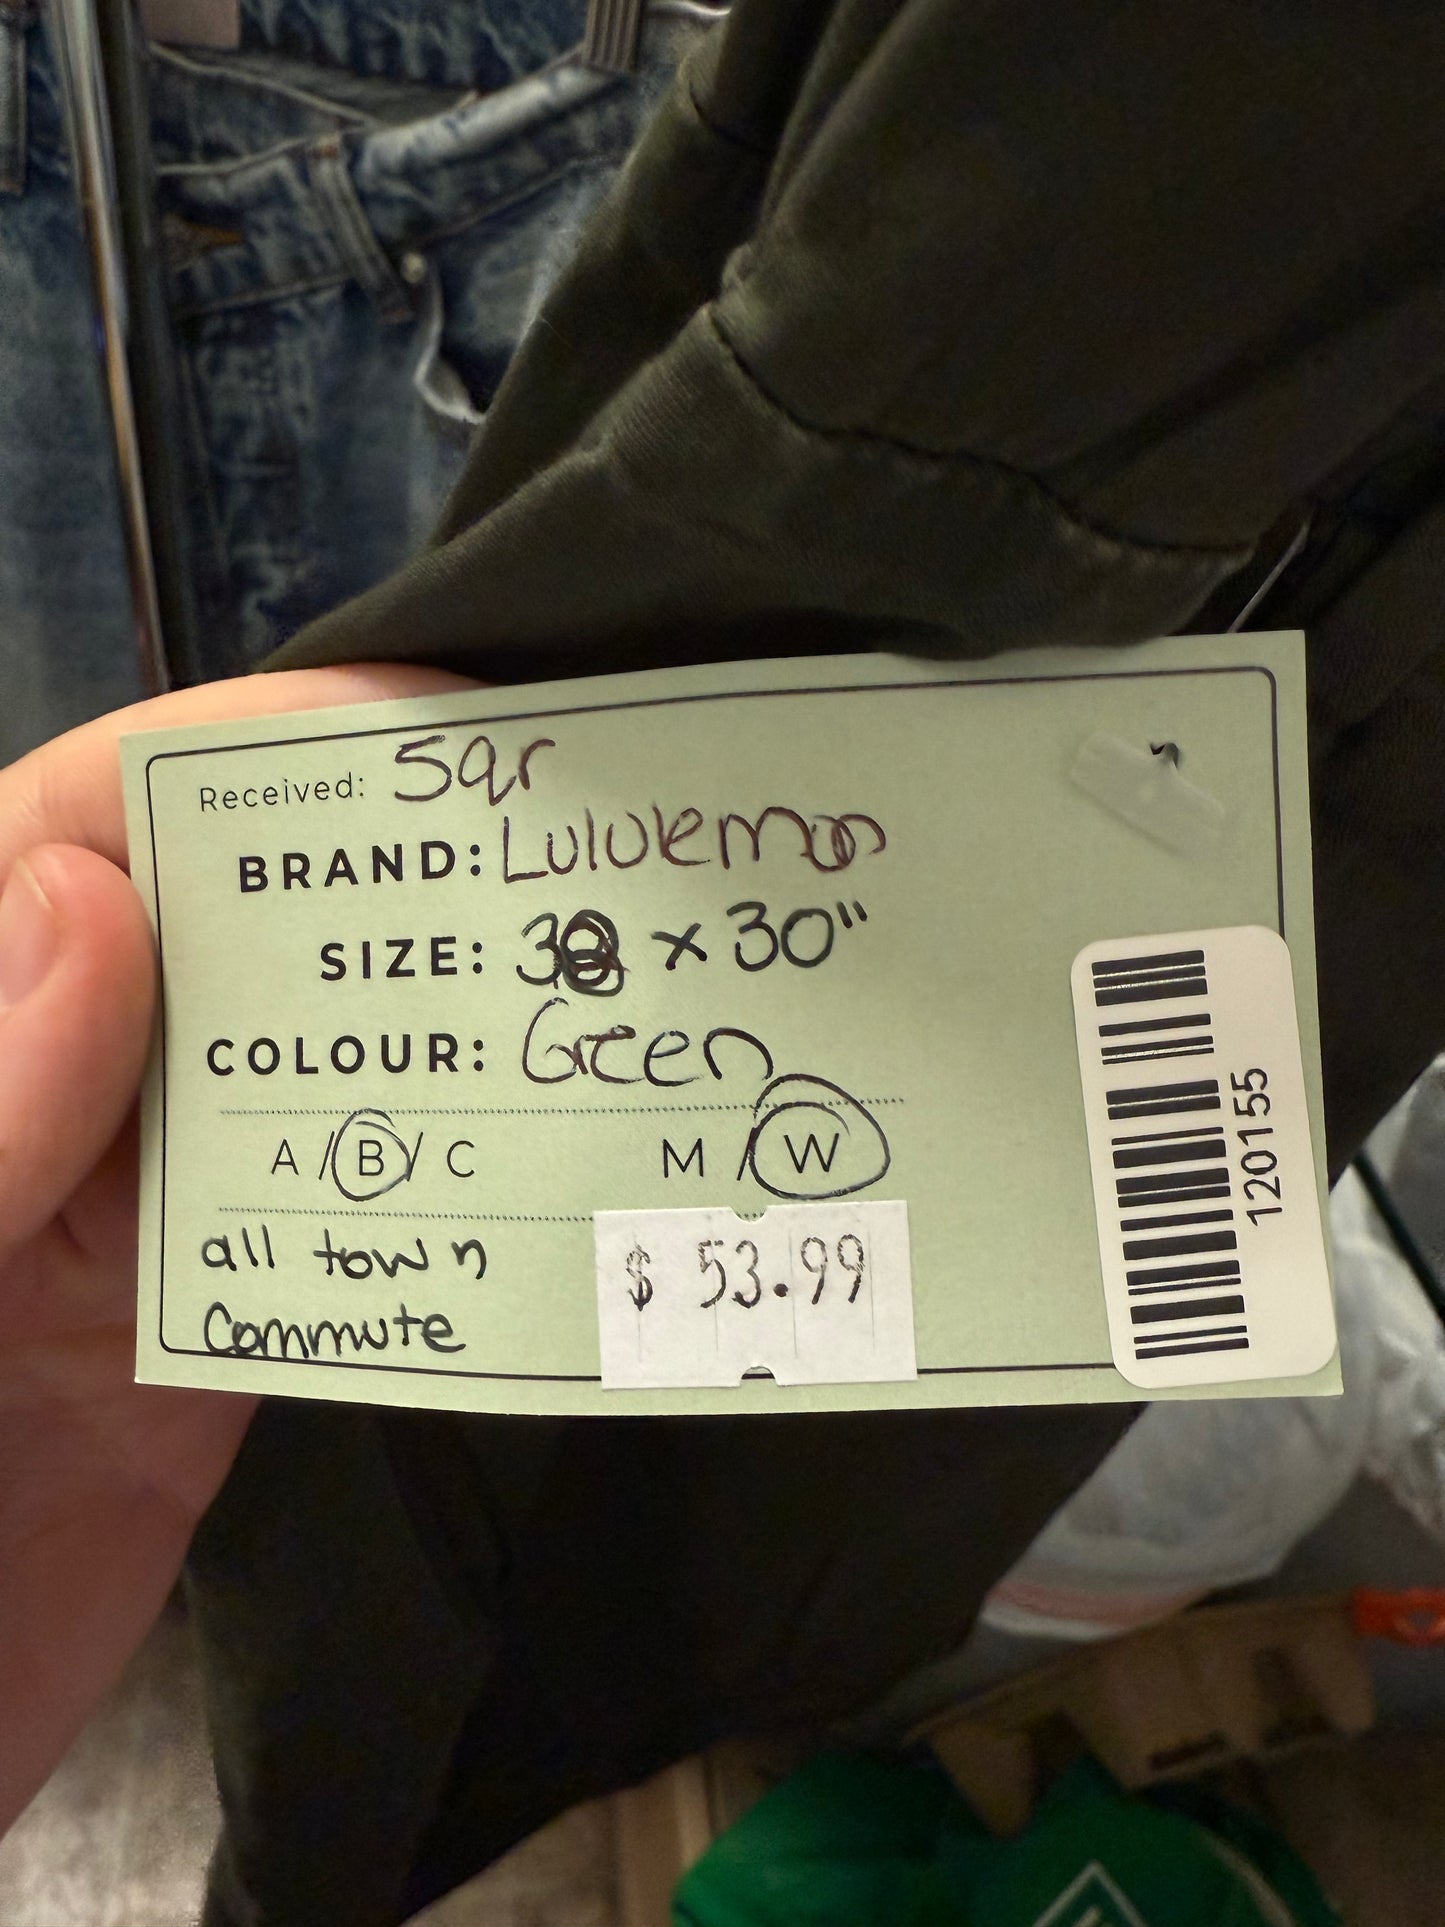 Received: Sqr
BRAND: Lululemon
SIZE: 38 x 30"
COLOUR: Green
A / B / C M / W
all town
Commute
$ 53.99
120155